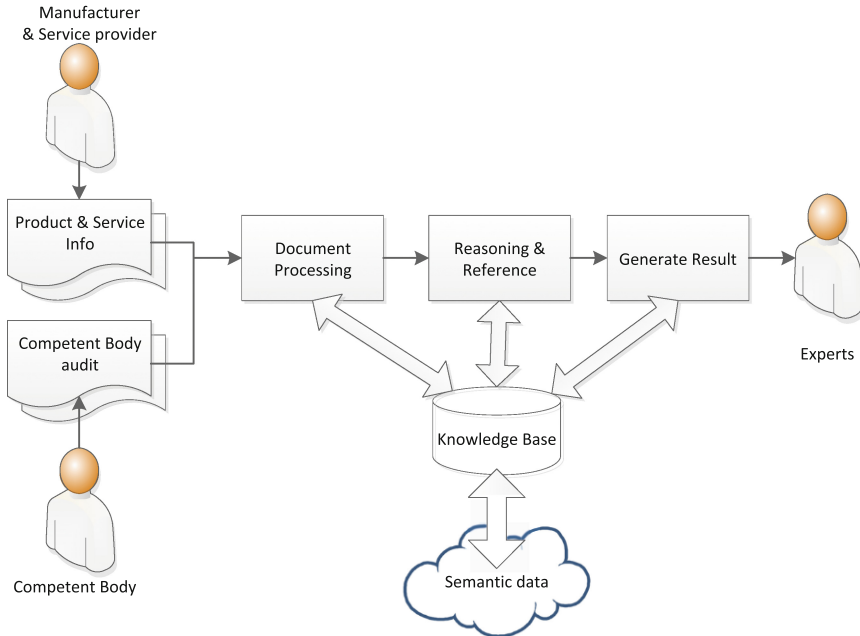 Manufacturer
& Service provider
Product & Service
Info
Document
Processing
Reasoning &
Reference
Generate Result
Competent Body
audit
Experts
Knowledge Base
Competent Body
Semantic data